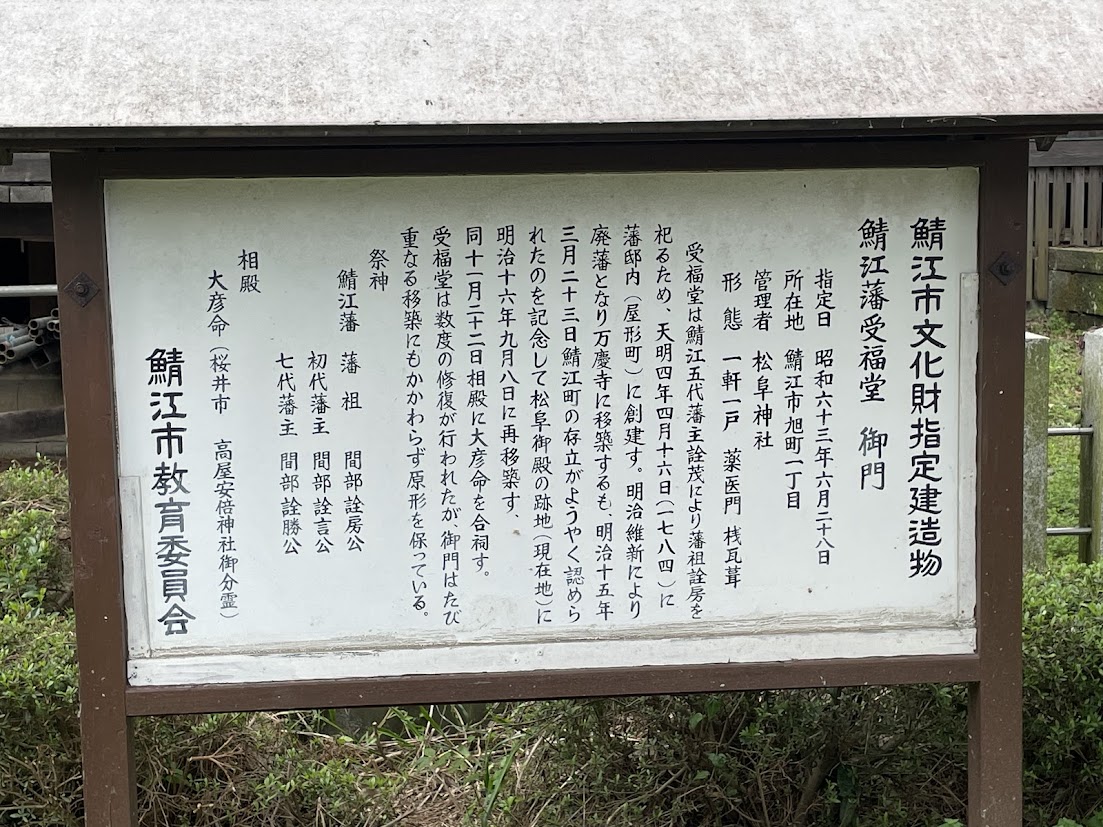 鯖江市文化財指定建造物
鯖江藩受福堂 御門
指定日 昭和六十三年六月二十八日
所在地 鯖江市旭町一丁目
管理者 松阜神社
形態 一軒一戸 薬医門 桟瓦葺
受福堂は鯖江五代藩主詮茂により藩祖詮房を
祀るため、天明四年四月十六日(一七八四)に
藩邸内(屋形町)に創建す。明治維新により
廃藩となり万慶寺に移築するも、明治十五年
三月二十三日鯖江町の存立がようやく認めら
れたのを記念して松阜御殿の跡地(現在地)に
明治十六年九月八日に再移築す.
同十一月二十二日相殿に大彦命を合祠す。
受福堂は数度の修復が行われたが、御門はたび
重なる移築にもかかわらず原形を保っている。
祭神
鯖江藩 藩祖 間部詮房公
初代藩主 間部詮言公
七代藩主 間部詮勝公
相殿
大彦命(桜井市 高屋安倍神社御分霊)
鯖江市教育委員会